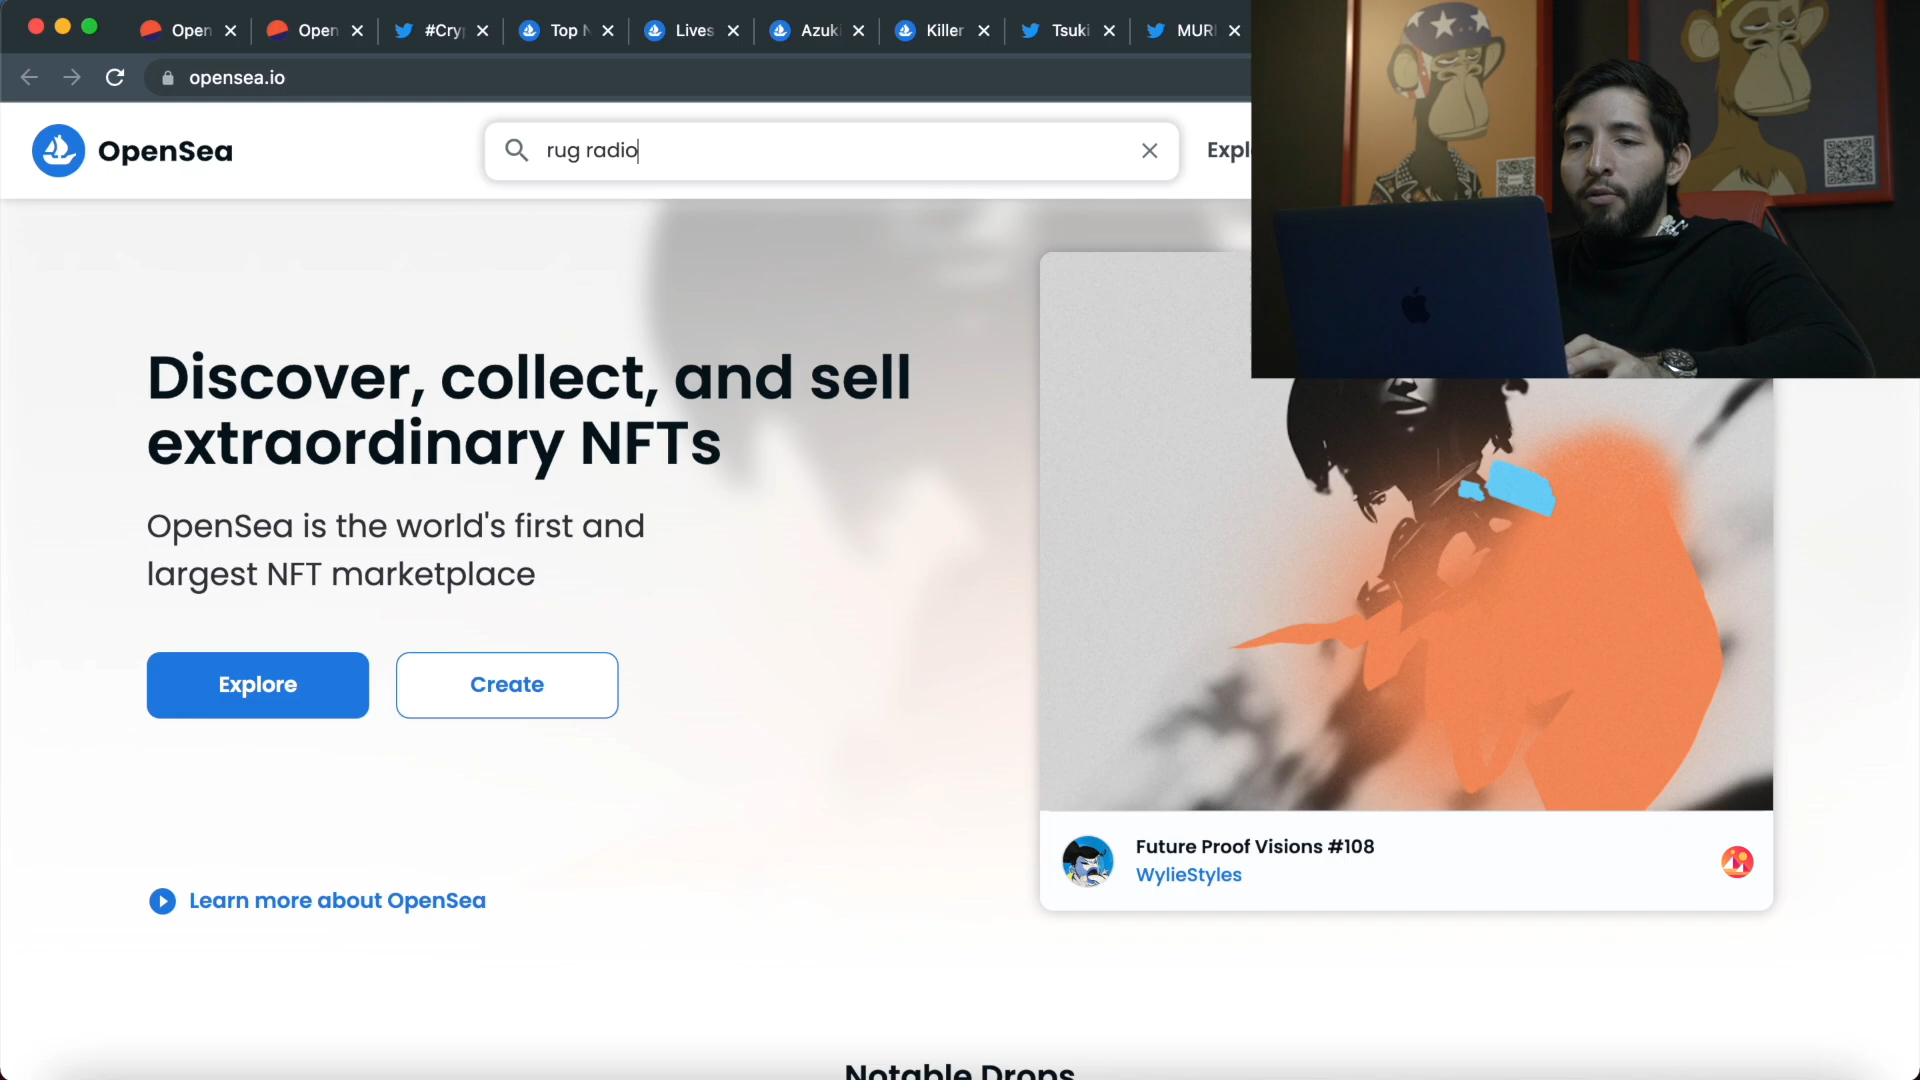 Open
Open
#Cry
Top N
Lives
Azuki
Killer
Tsuki
MURI
opensea.io
OpenSea
rug radio
Expl
Discover, collect, and sell
extraordinary NFTs
OpenSea is the world's first and
largest NFT marketplace
Explore
Create
Learn more about OpenSea
Future Proof Visions #108
WylieStyles
Notable Drops